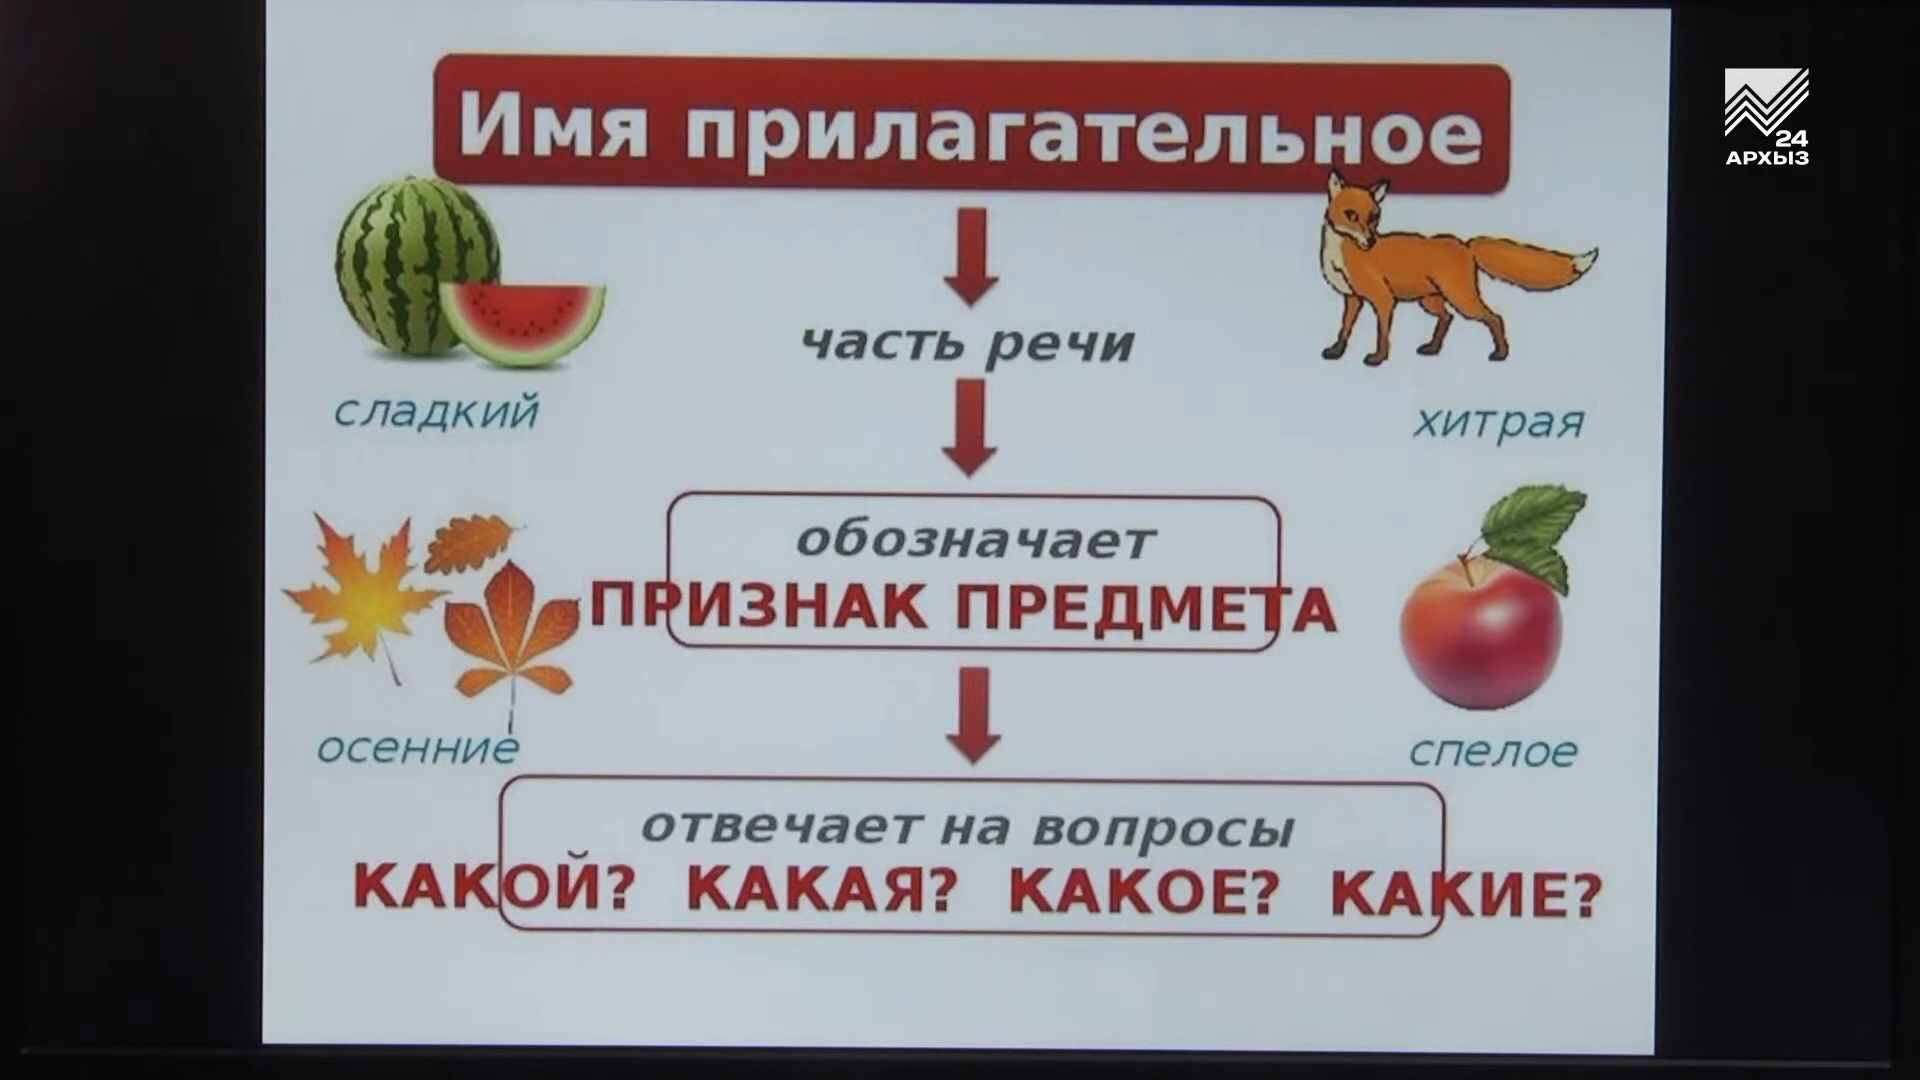 Имя прилагательное
24
АРХЫЗ
часть речи
сладкий
хитрая
обозначает
ПРИЗНАК ПРЕДМЕТА
осенние
спелое
отвечает на вопросы
КАКОЙ? КАКАЯ? КАКОЕ? КАКИЕ?